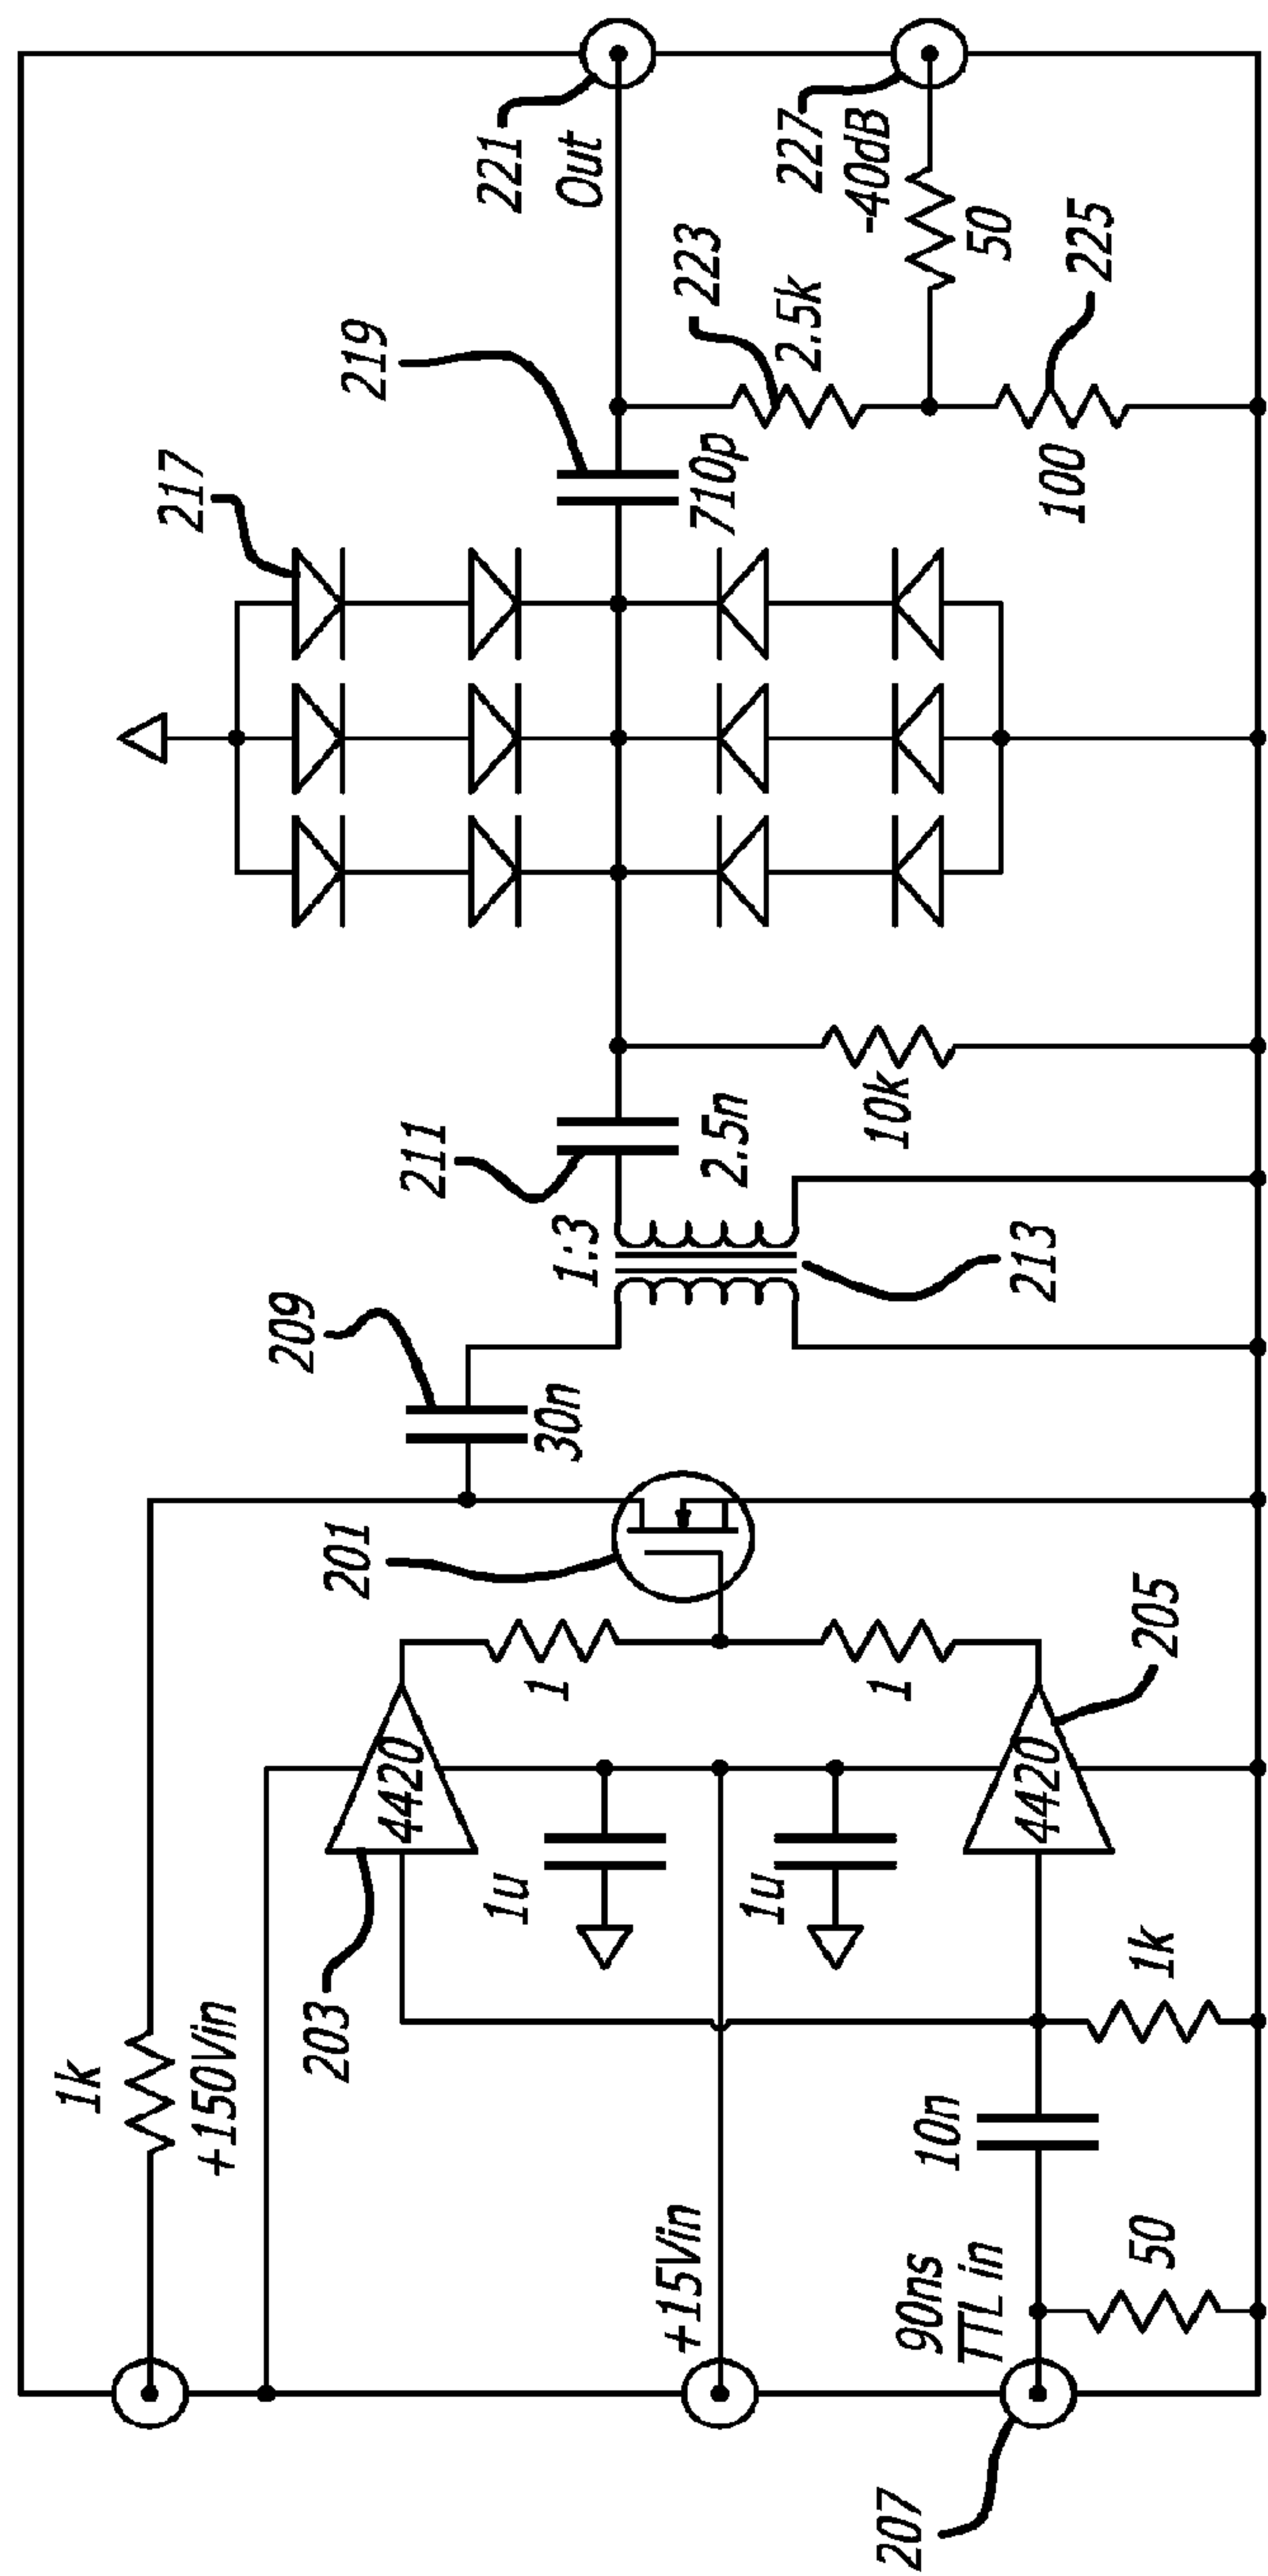 1k
+150Vin
203
4420
1u
1
201
209
30n
1:3
211
2.5n
213
10k
217
219
710p
221
Out
223
2.5k
227
-40dB
50
225
100
+15Vin
1u
1
4420
205
90ns
TTL in
10n
50
1k
207